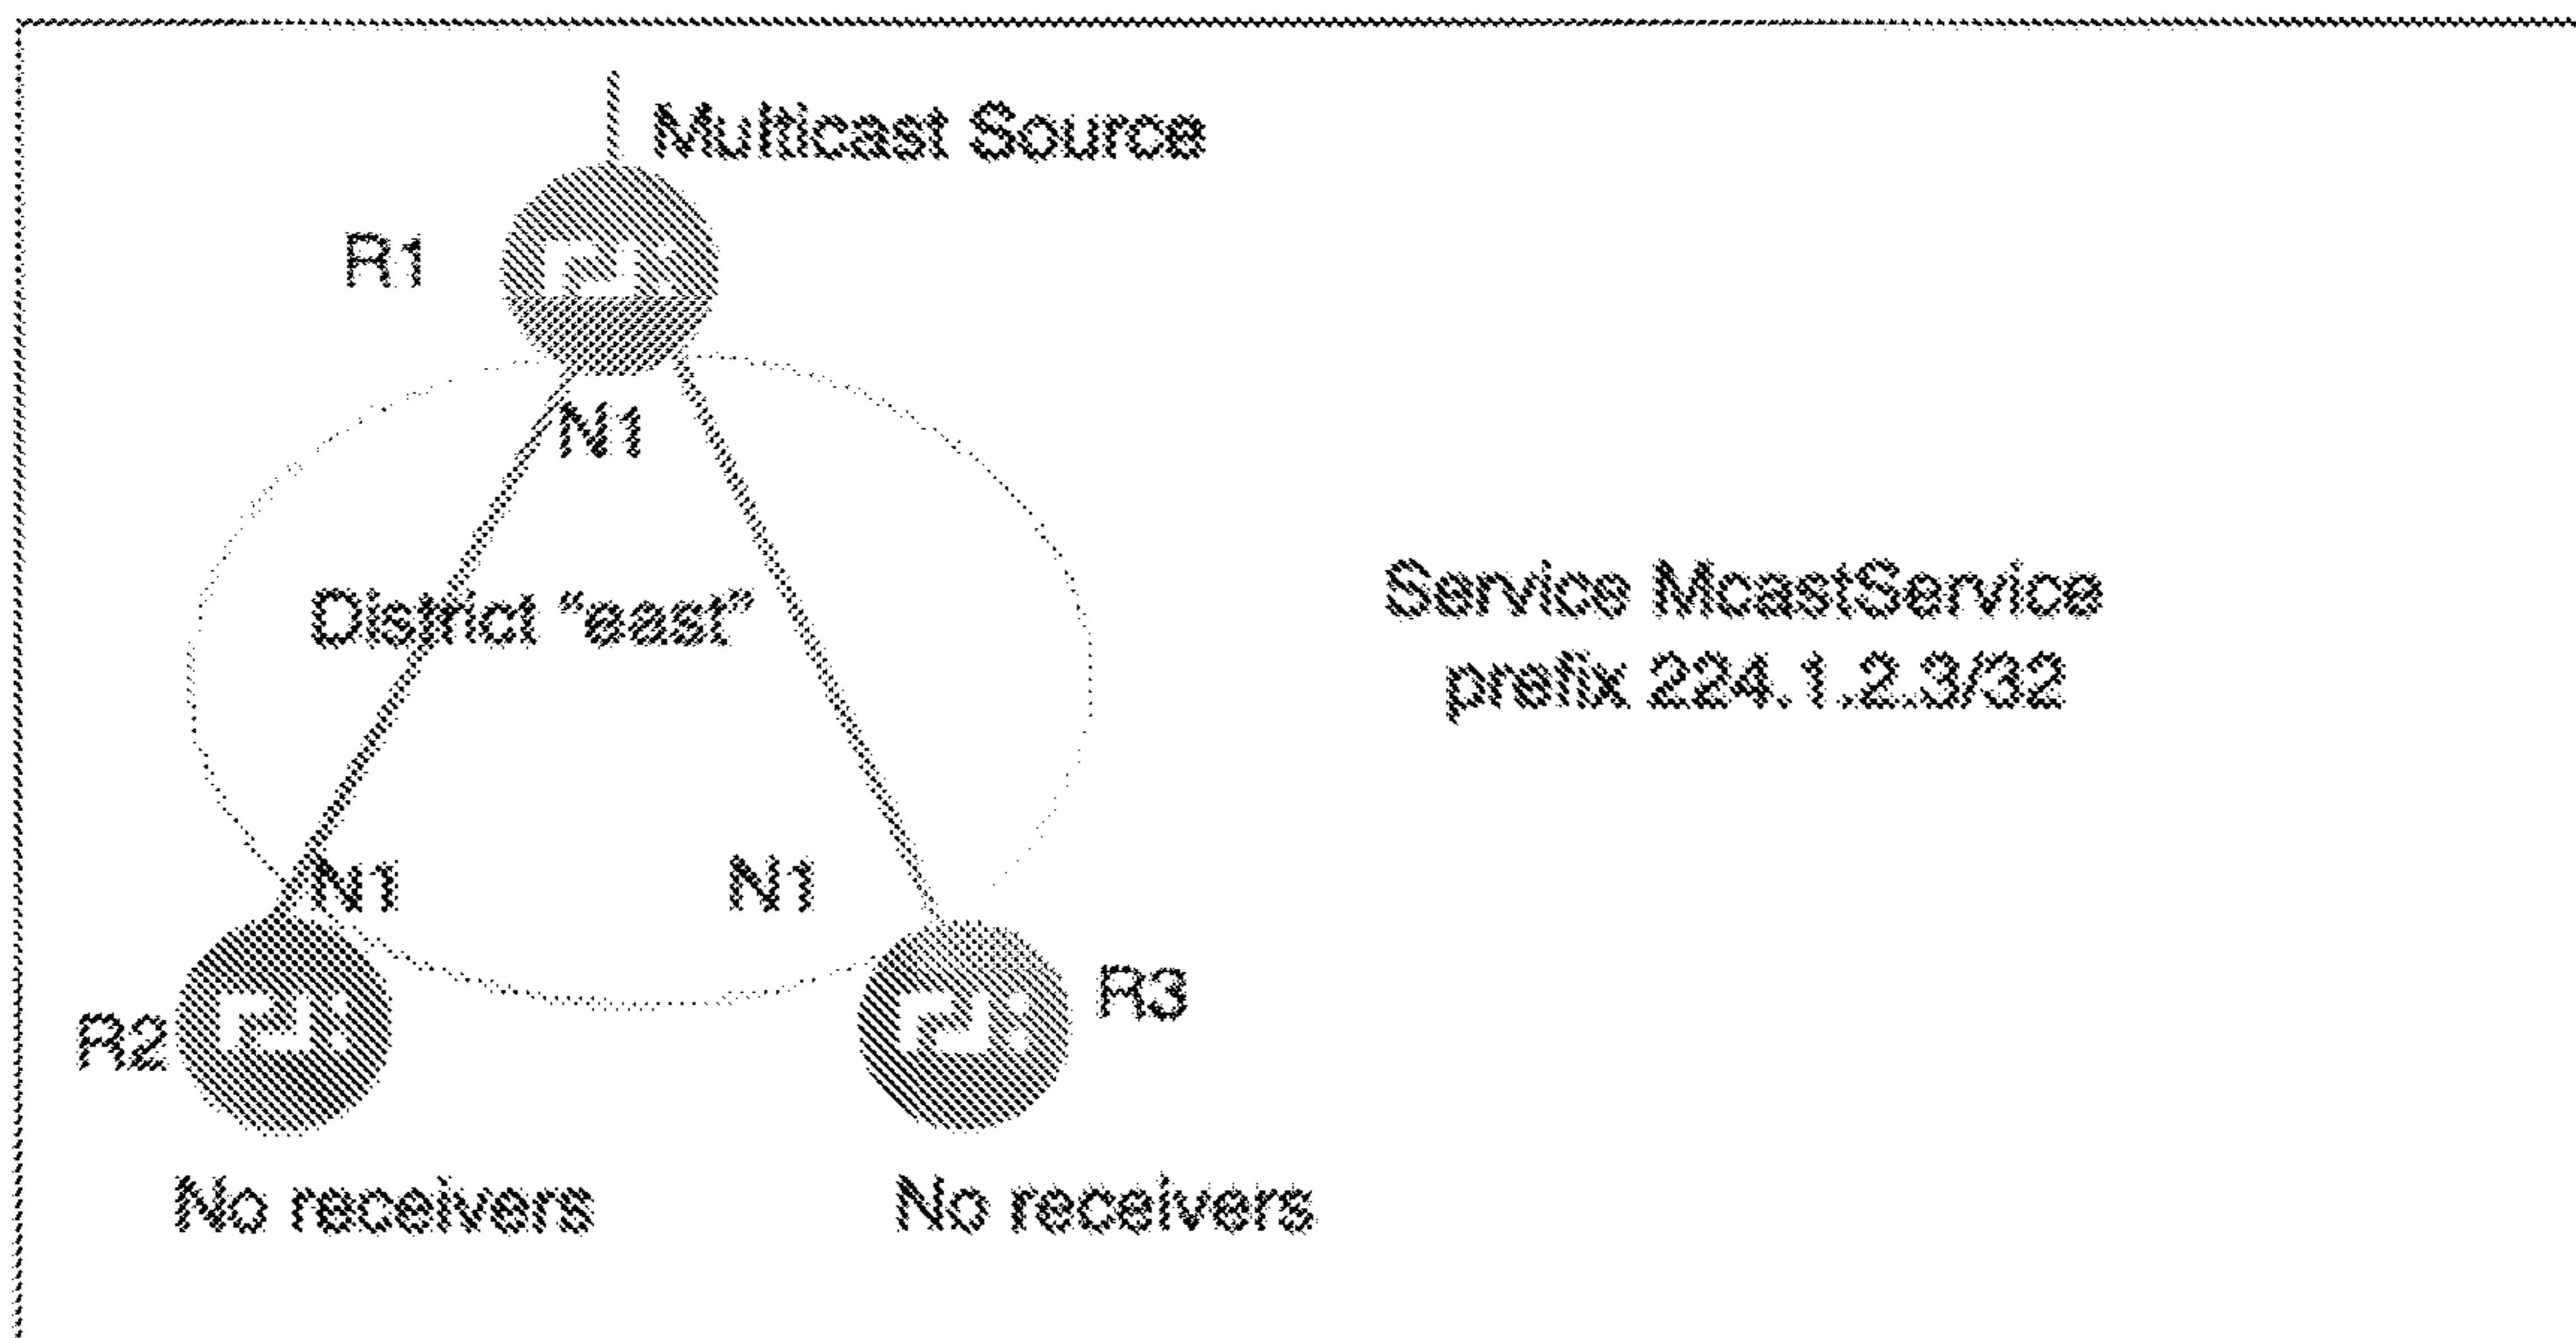 Multicast Source
R1
N1
District “east”
Service McastService
prefix 224.1.2.3/32
N1
N1
R2
R3
No receivers
No receivers